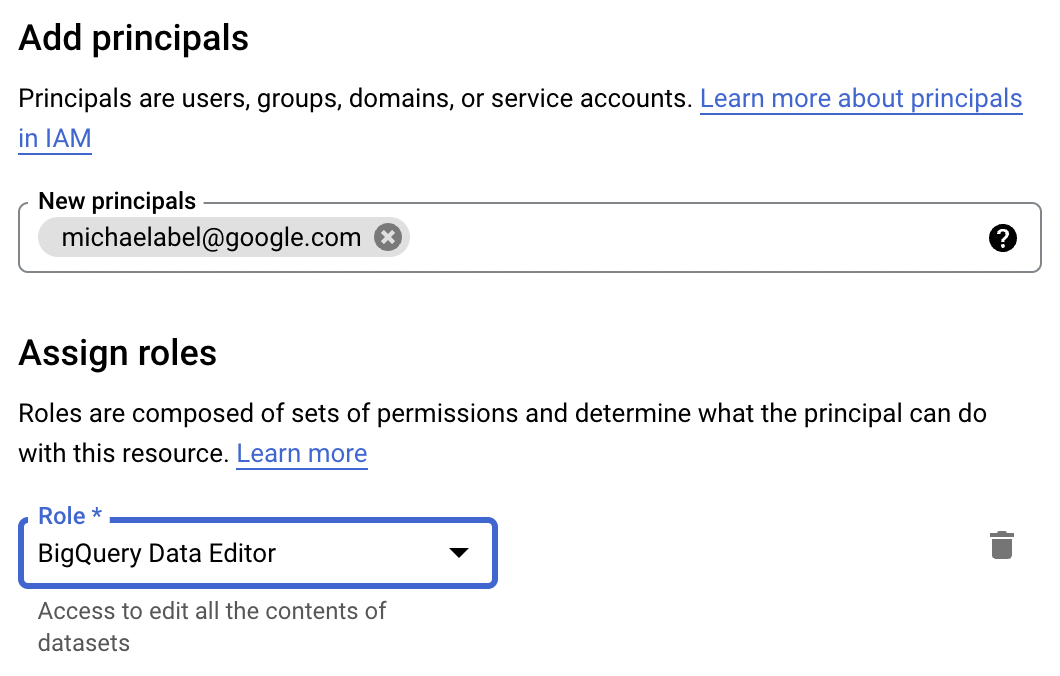 Add principals
Principals are users, groups, domains, or service accounts. Learn more about principals
in IAM
New principals
michaelabel@google.com
Assign roles
Roles are composed of sets of permissions and determine what the principal can do
with this resource. Learn more
Role *
BigQuery Data Editor
Access to edit all the contents of
datasets